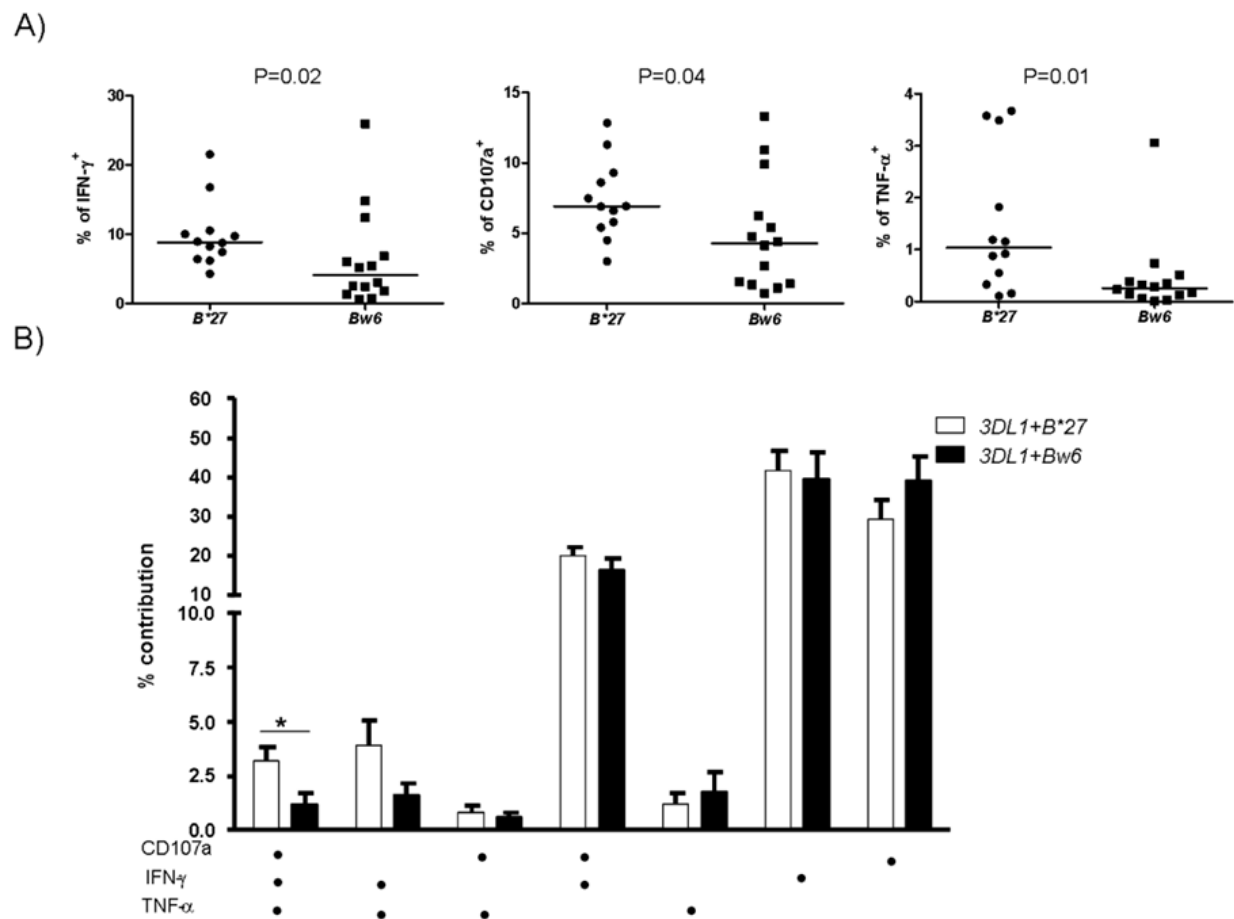 A)
P=0.02 P=0.04 P=0.01
% of IFN-γ+
30
20
10
0
B*27 Bw6
% of CD107a+
15
10
5
0
B*27 Bw6
% of TNF-α+
4
3
2
1
0
B*27 Bw6
B)
% contribution
60
50
40
30
20
10
10.0
7.5
5.0
2.5
0.0
*
3DL1+B*27
3DL1+Bw6
CD107a
IFN-γ
TNF-α